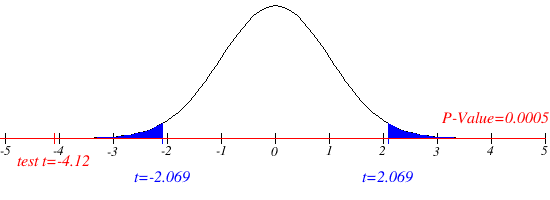 P-Value=0.0005
-5 -4 -3 -2 -1 0 1 2 3 4 5
test t=-4.12
t=-2.069 t=2.069